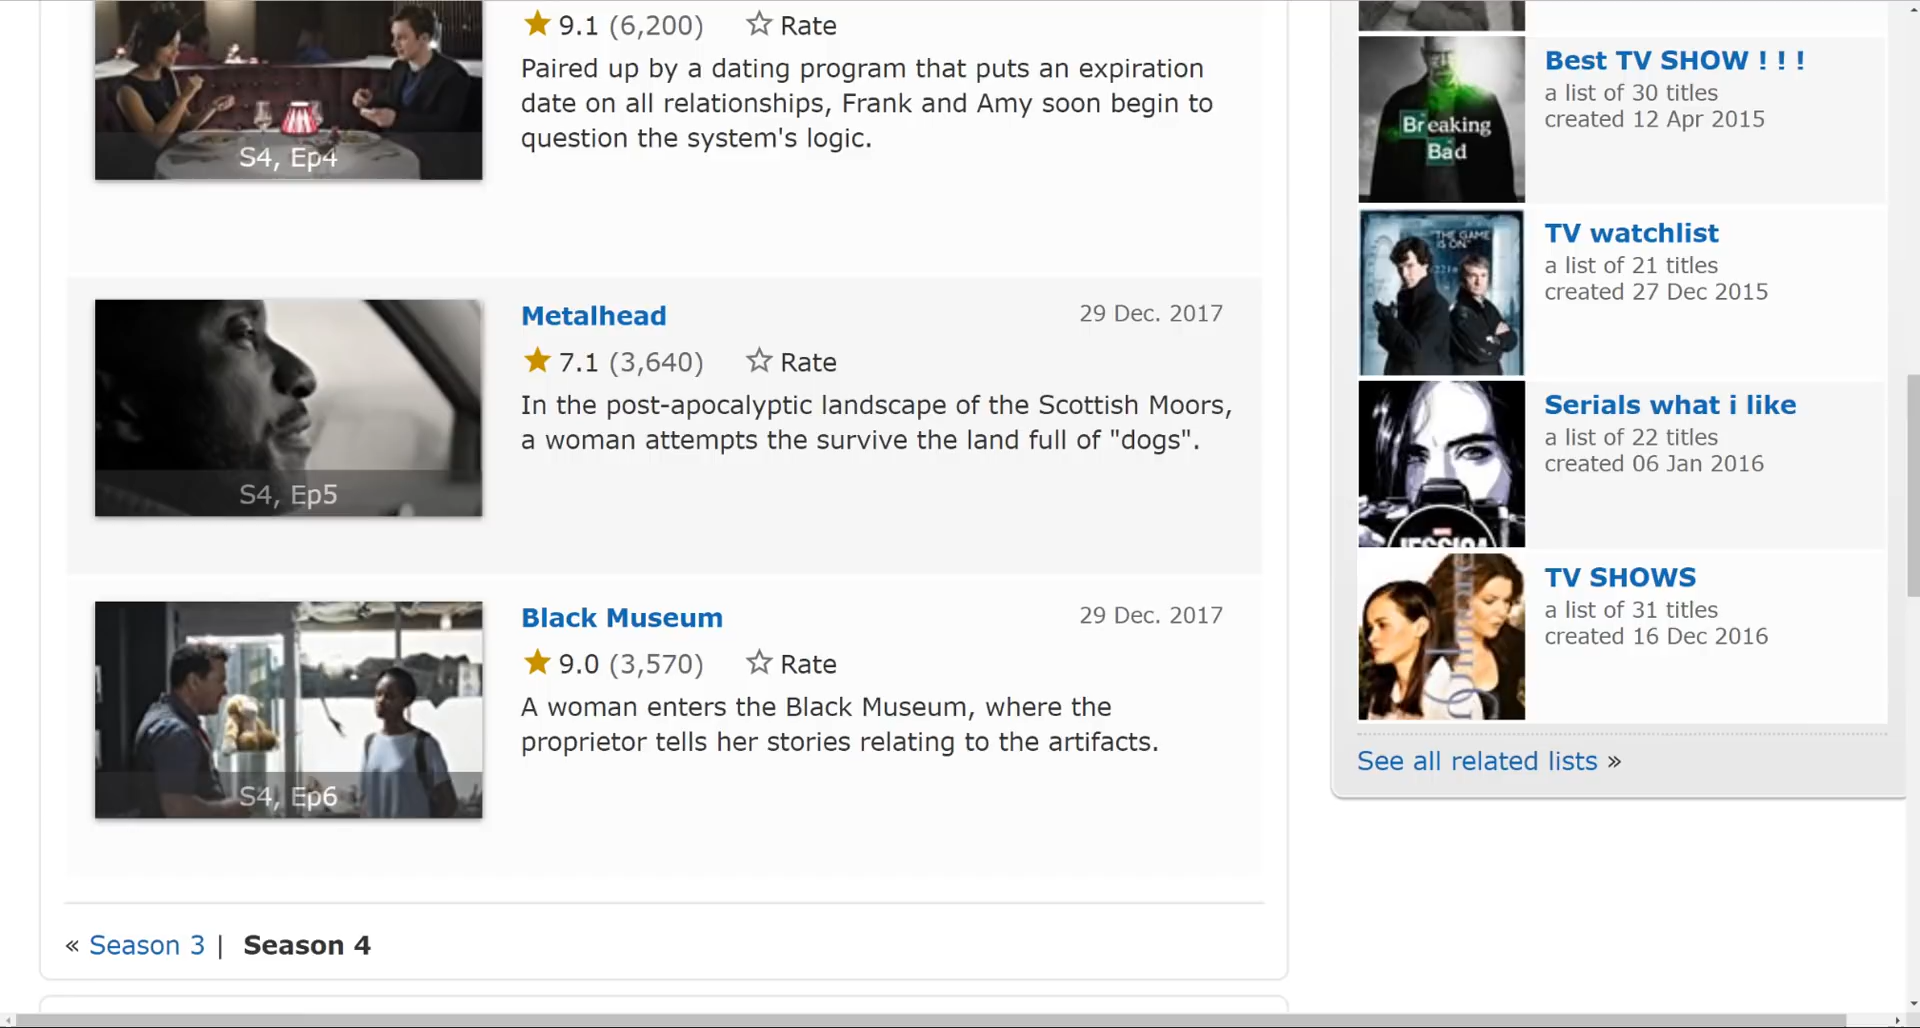 9.1 (6,200) Rate
Paired up by a dating program that puts an expiration
date on all relationships, Frank and Amy soon begin to
question the system's logic.
S4, Ep4
Metalhead 29 Dec. 2017
7.1 (3,640) Rate
In the post-apocalyptic landscape of the Scottish Moors,
a woman attempts the survive the land full of "dogs".
S4, Ep5
Black Museum 29 Dec. 2017
9.0 (3,570) Rate
A woman enters the Black Museum, where the
proprietor tells her stories relating to the artifacts.
S4, Ep6
« Season 3 | Season 4
Best TV SHOW ! ! !
a list of 30 titles
created 12 Apr 2015
Breaking
Bad
TV watchlist
a list of 21 titles
created 27 Dec 2015
"THE GAME
IS ON"
Serials what i like
a list of 22 titles
created 06 Jan 2016
JESSICA
TV SHOWS
a list of 31 titles
created 16 Dec 2016
See all related lists »